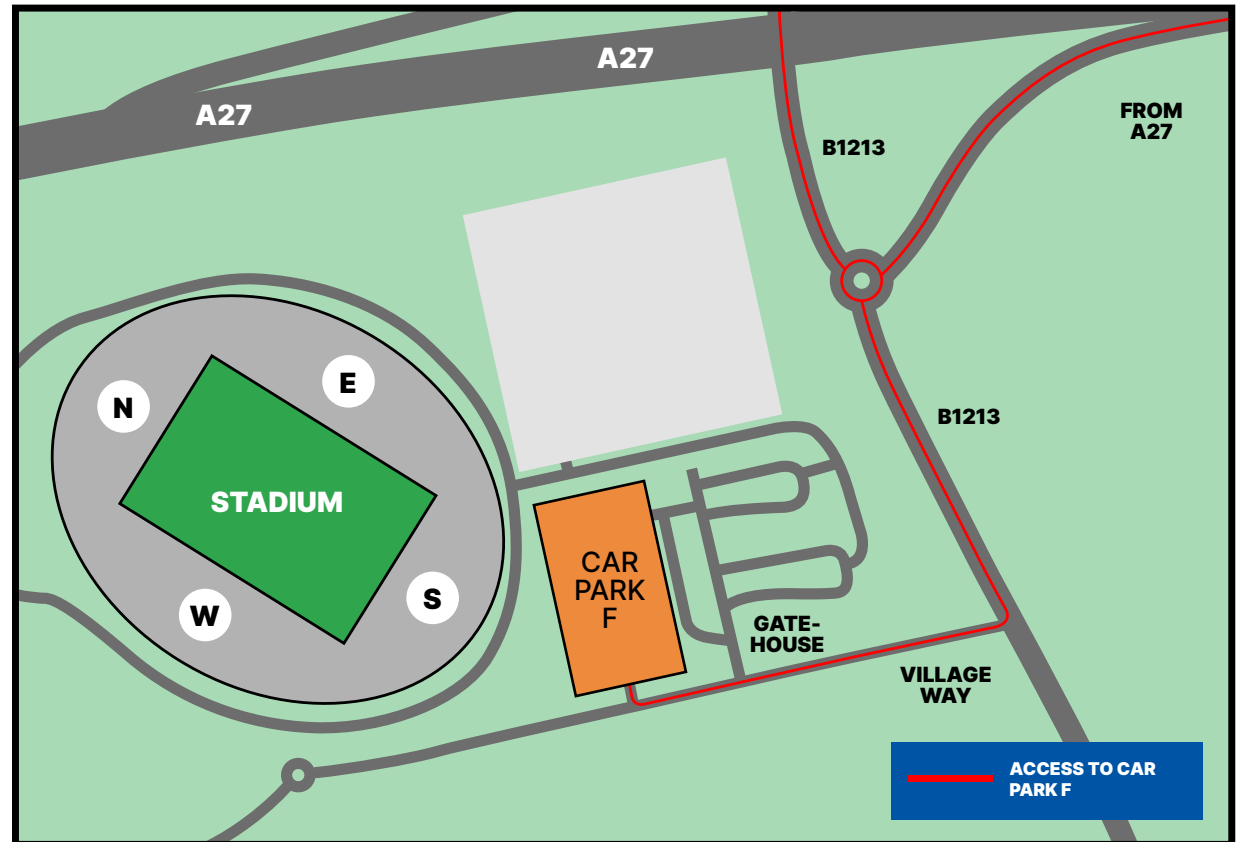 A27
A27
FROM
A27
B1213
E
N
B1213
STADIUM
CAR
PARK
F
S
W
GATE-
HOUSE
VILLAGE
WAY
ACCESS TO CAR
PARK F